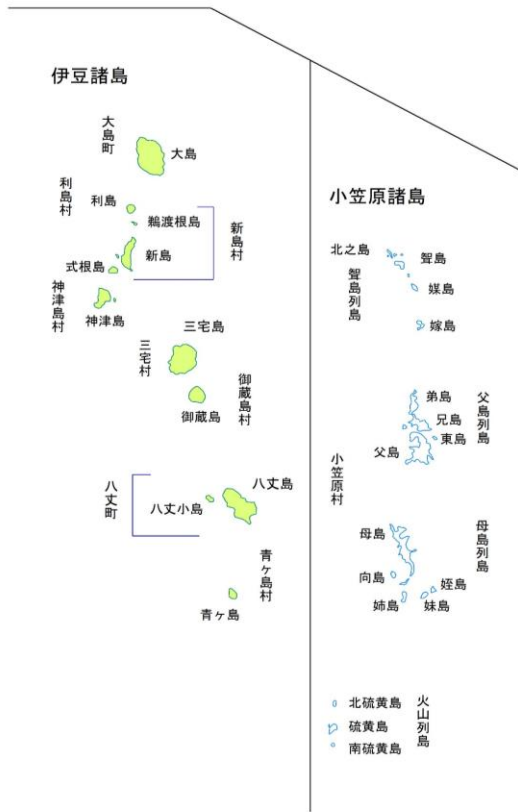 伊豆諸島
大島町
大島
利島村
利島
鵜渡根島
新島村
新島
式根島
神津島村
神津島
三宅島
三宅村
御蔵島村
御蔵島
八丈町
八丈島
八丈小島
青ヶ島村
青ヶ島
小笠原諸島
北之島
聟島
聟島列島
媒島
嫁島
弟島
兄島
父島列島
東島
父島
小笠原村
母島
母島列島
向島
姪島
姉島
妹島
北硫黄島
火山列島
硫黄島
南硫黄島